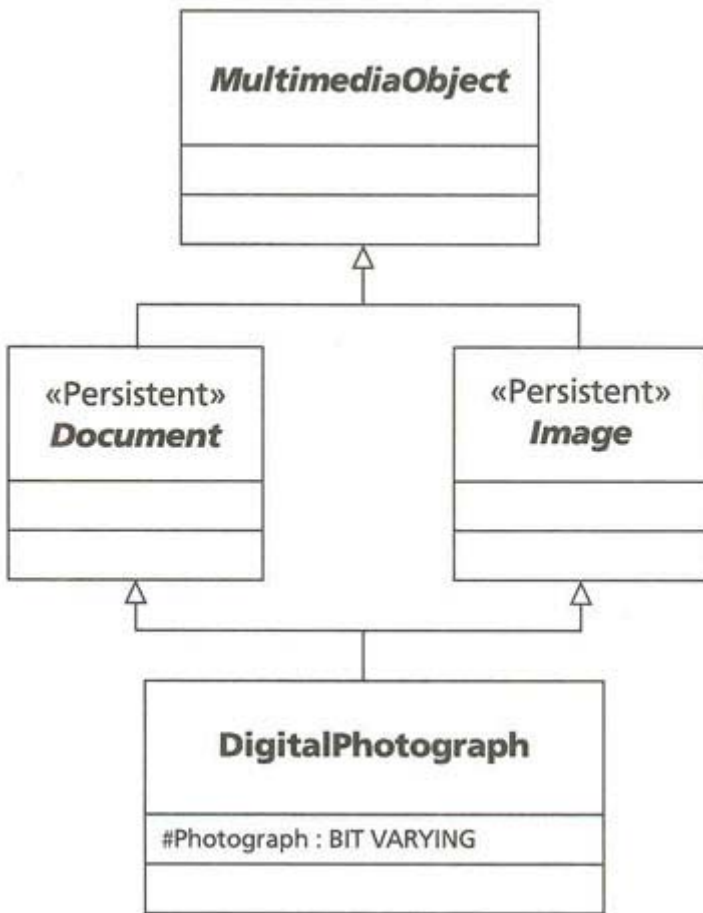 MultimediaObject
«Persistent»
Document
«Persistent»
Image
DigitalPhotograph
#Photograph : BIT VARYING